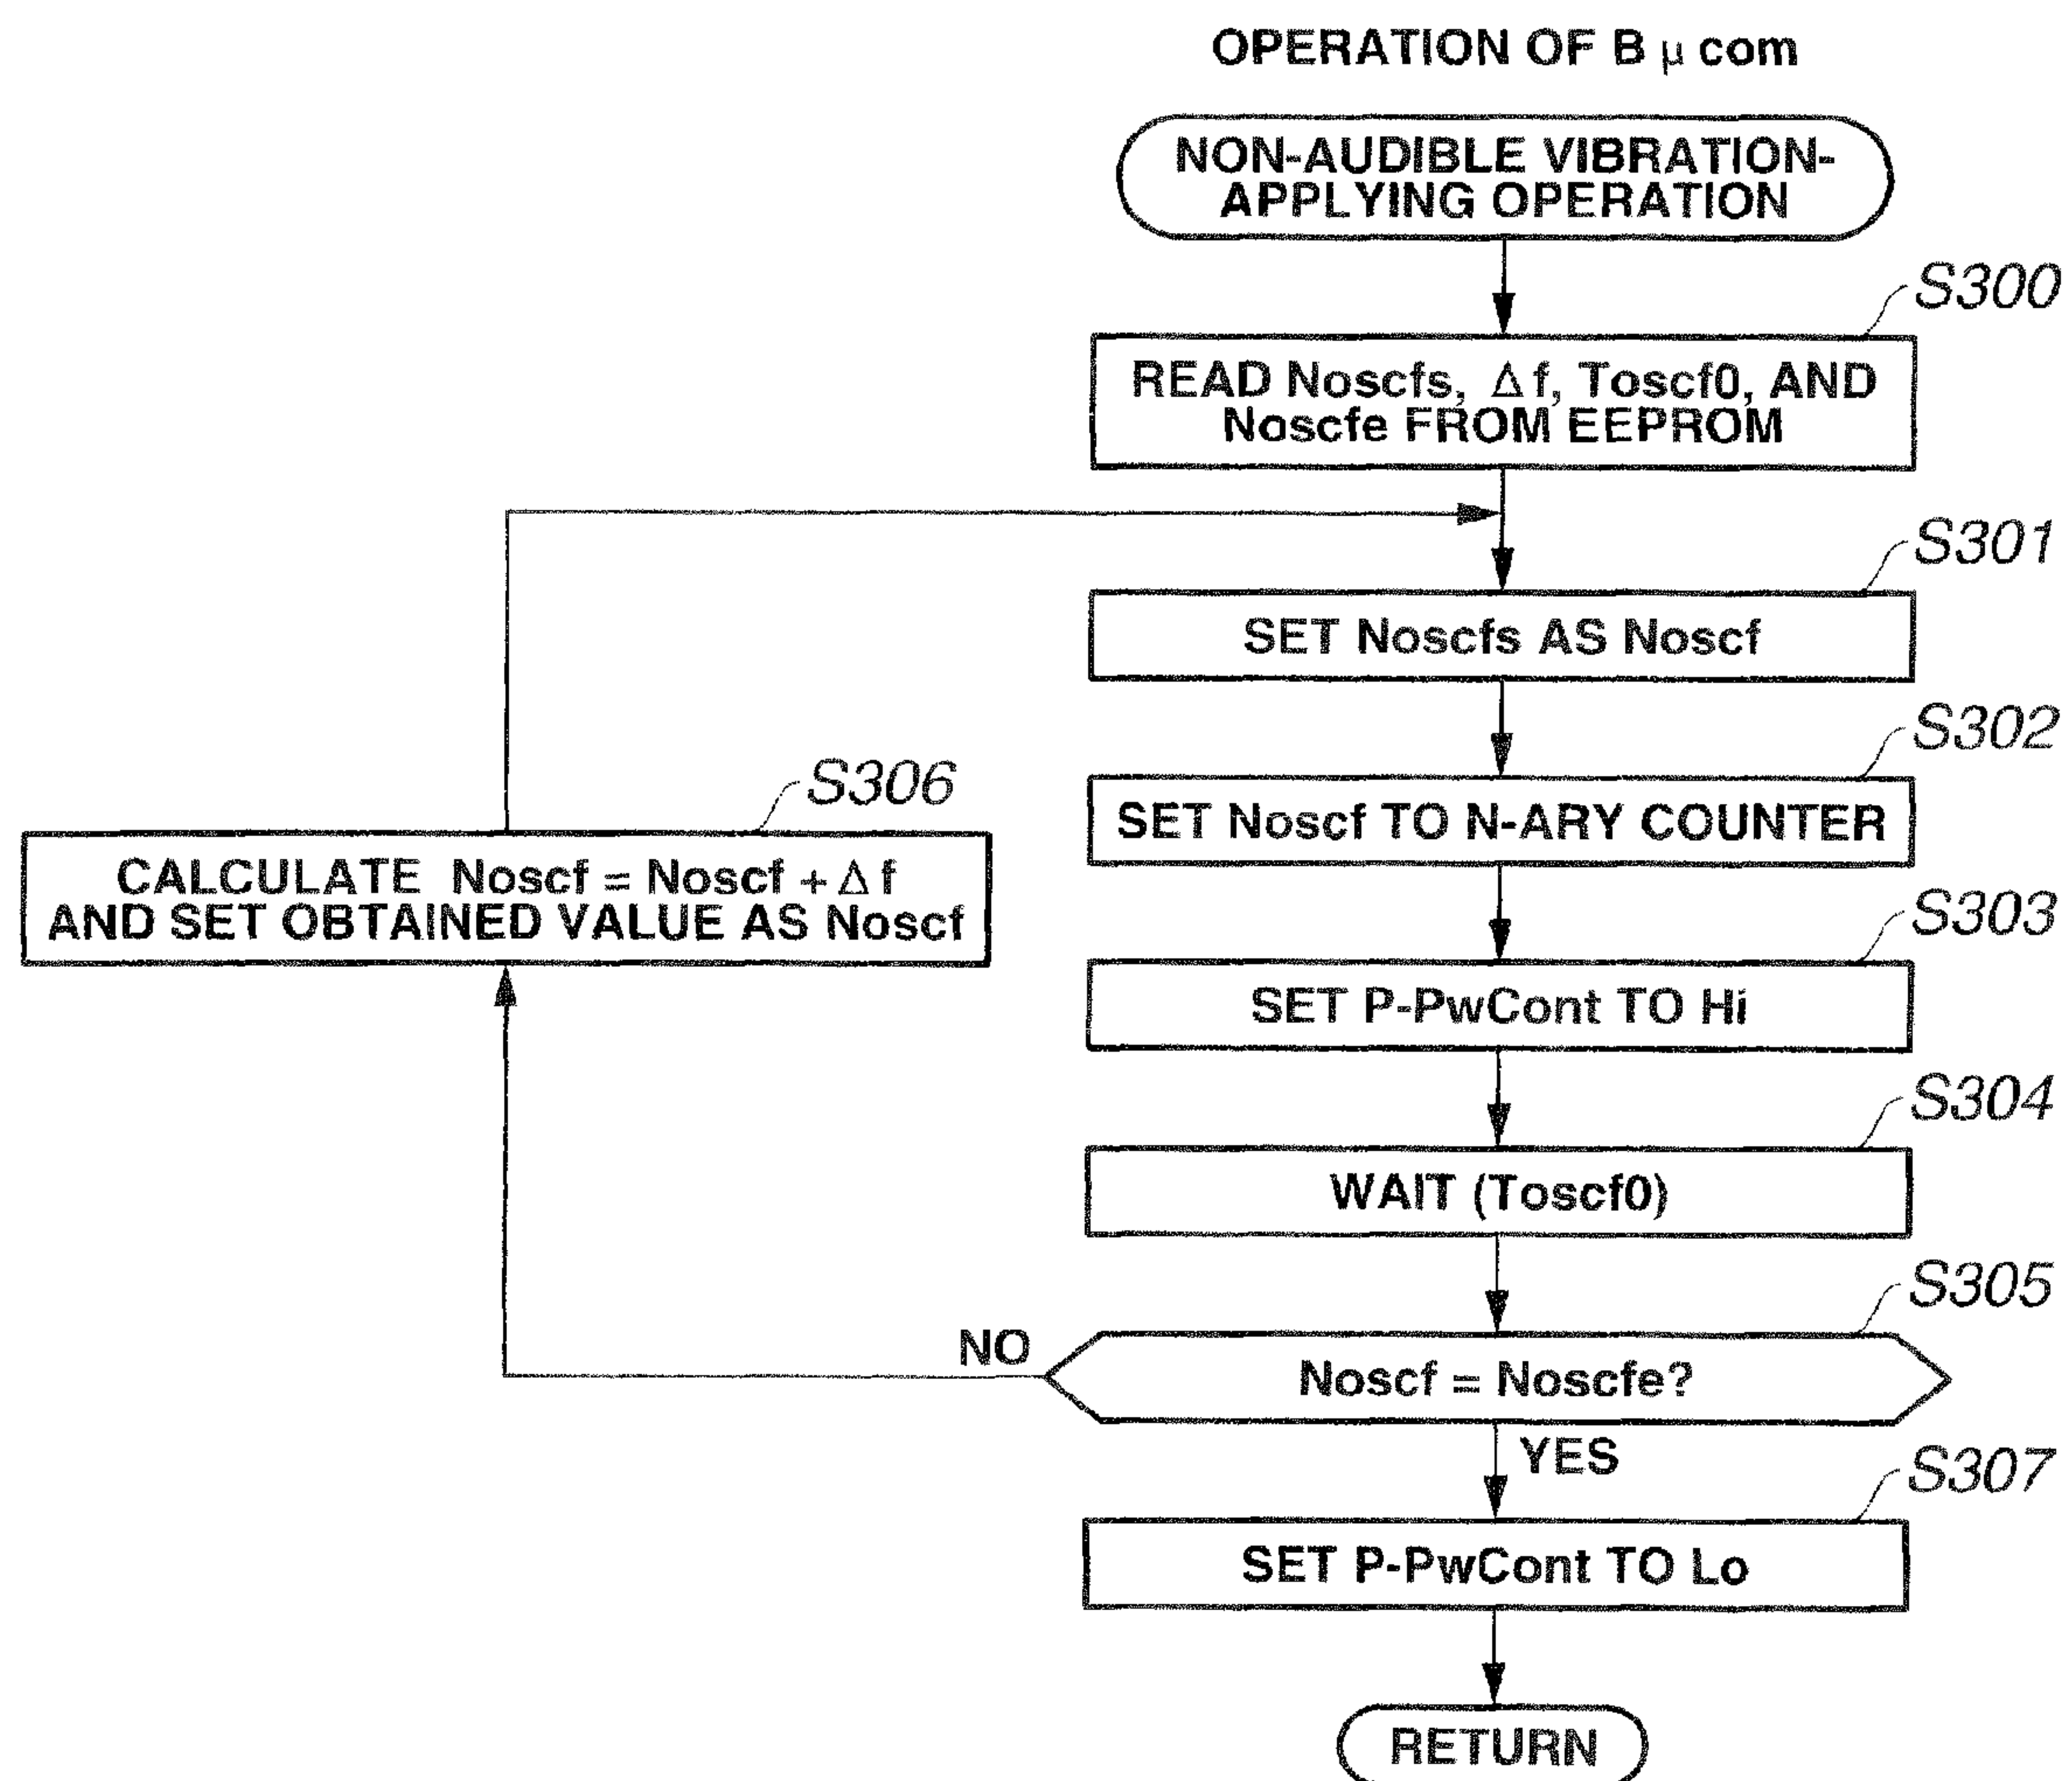 OPERATION OF B μ com
NON-AUDIBLE VIBRATION-
APPLYING OPERATION
S300
READ Noscfs, Δf, Toscf0, AND
Noscfe FROM EEPROM
S301
SET Noscfs AS Noscf
S302
SET Noscf TO N-ARY COUNTER
S306
CALCULATE Noscf = Noscf + Δf
AND SET OBTAINED VALUE AS Noscf
S303
SET P-PwCont TO Hi
S304
WAIT (Toscf0)
S305
NO
Noscf = Noscfe?
YES
S307
SET P-PwCont TO Lo
RETURN